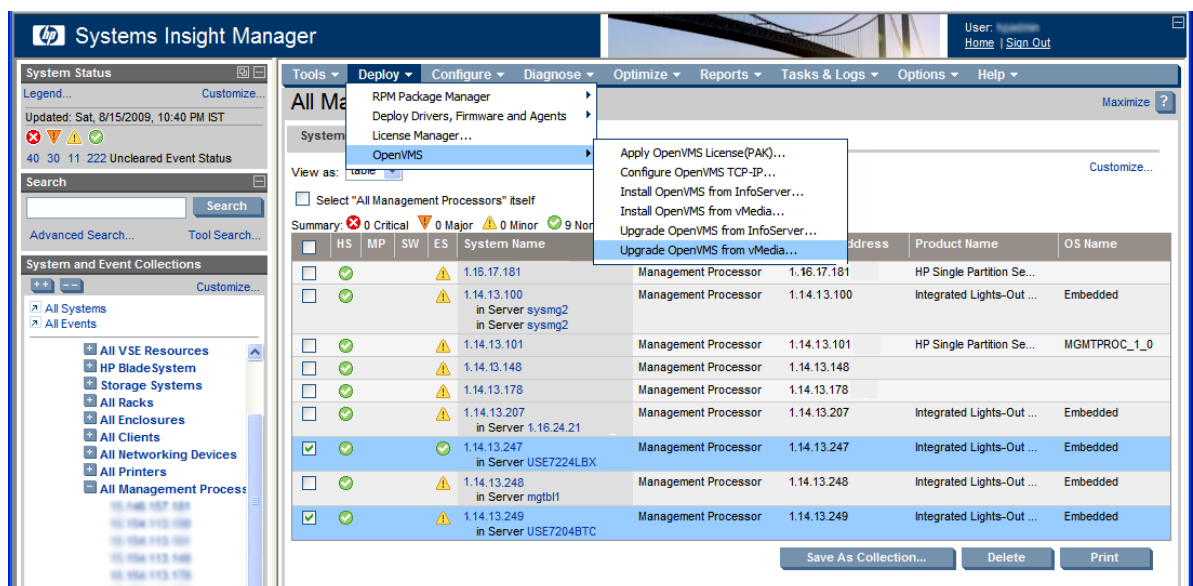 hp Systems Insight Manager
User:
Home | Sign Out
System Status
Legend... Customize...
Updated: Sat, 8/15/2009, 10:40 PM IST
40 30 11 222 Uncleared Event Status
Search
Search
Advanced Search... Tool Search...
System and Event Collections
Customize...
All Systems
All Events
All VSE Resources
HP BladeSystem
Storage Systems
All Racks
All Enclosures
All Clients
All Networking Devices
All Printers
All Management Process
Tools Deploy Configure Diagnose Optimize Reports Tasks & Logs Options Help
All Ma
Maximize ?
RPM Package Manager
Deploy Drivers, Firmware and Agents
License Manager...
OpenVMS
System
Apply OpenVMS License(PAK)...
Configure OpenVMS TCP-IP...
Install OpenVMS from InfoServer...
Install OpenVMS from vMedia...
Upgrade OpenVMS from InfoServer...
Upgrade OpenVMS from vMedia...
View as: table
Customize...
Select "All Management Processors" itself
Summary: 0 Critical 0 Major 0 Minor 9 Nor
HS MP SW ES System Name ddress Product Name OS Name
1.16.17.181 Management Processor 1.16.17.181 HP Single Partition Se...
1.14.13.100 Management Processor 1.14.13.100 Integrated Lights-Out ... Embedded
in Server sysmg2
in Server sysmg2
1.14.13.101 Management Processor 1.14.13.101 HP Single Partition Se... MGMTPROC_1_0
1.14.13.148 Management Processor 1.14.13.148
1.14.13.178 Management Processor 1.14.13.178
1.14.13.207 Management Processor 1.14.13.207 Integrated Lights-Out ... Embedded
in Server 1.16.24.21
1.14.13.247 Management Processor 1.14.13.247 Integrated Lights-Out ... Embedded
in Server USE7224LBX
1.14.13.248 Management Processor 1.14.13.248 Integrated Lights-Out ... Embedded
in Server mgtbl1
1.14.13.249 Management Processor 1.14.13.249 Integrated Lights-Out ... Embedded
in Server USE7204BTC
Save As Collection... Delete Print